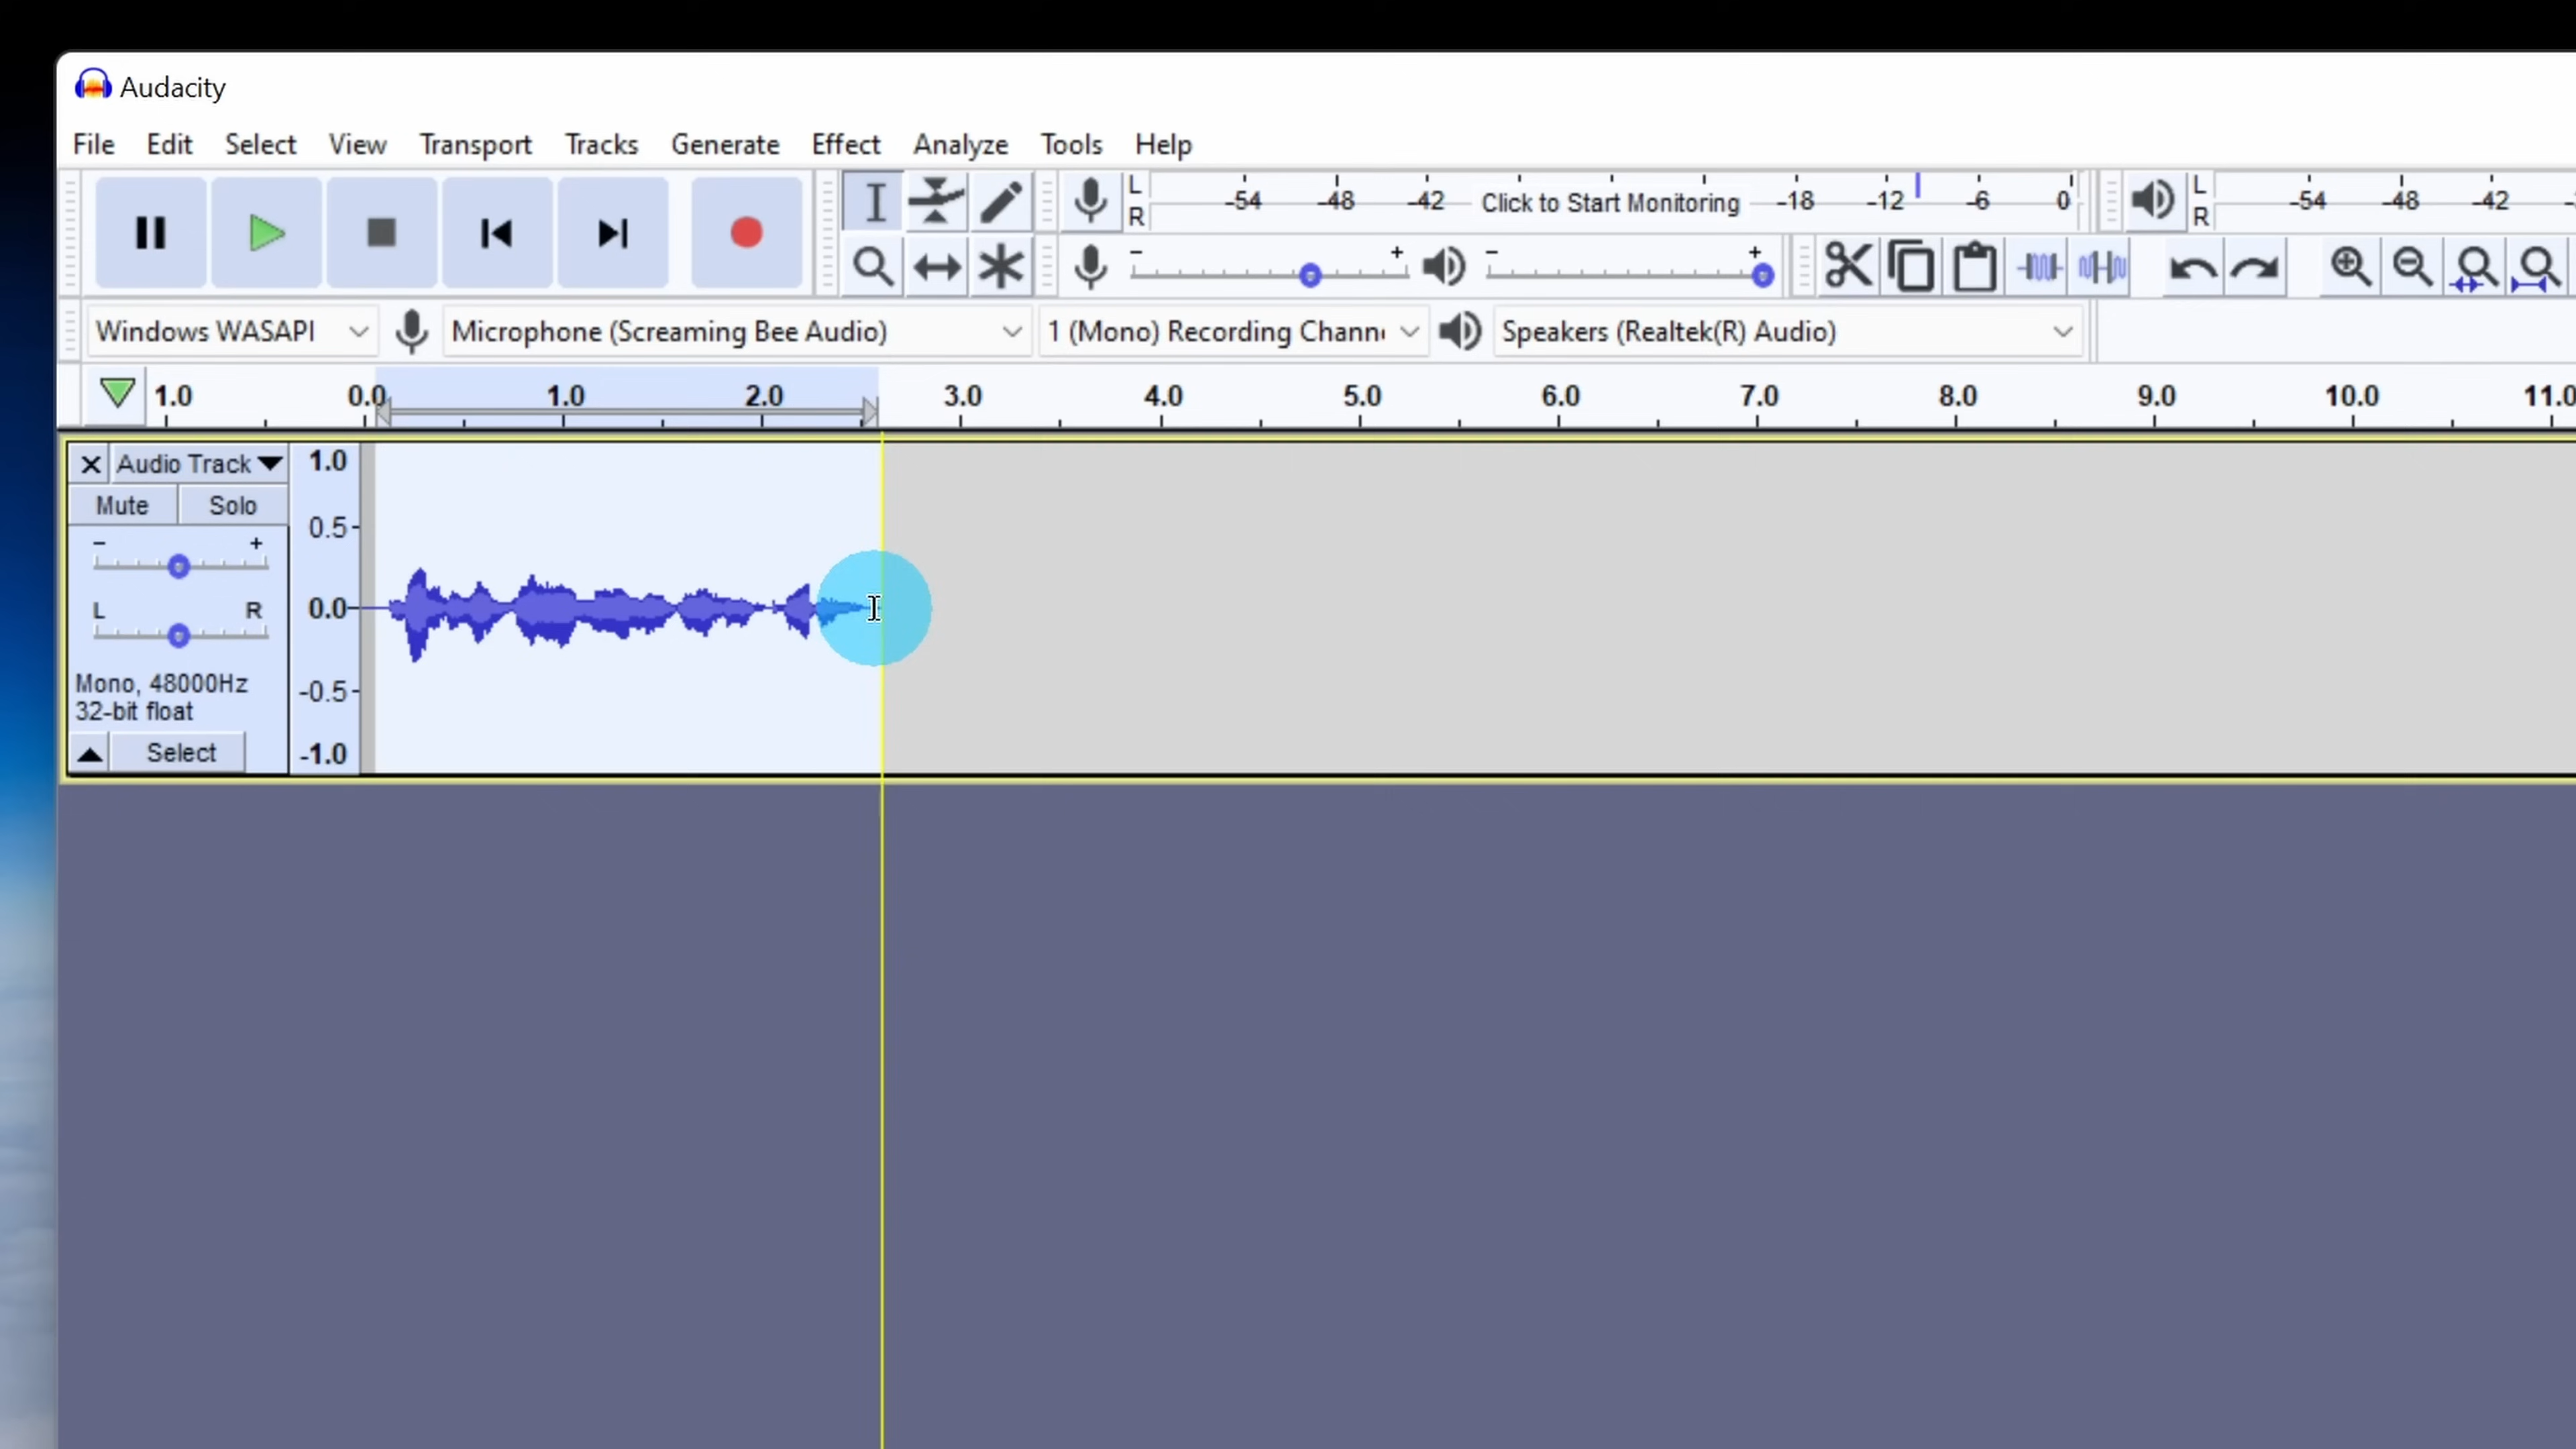 Audacity
File Edit Select View Transport Tracks Generate Effect Analyze Tools Help
L
R
-54 -48 -42 Click to Start Monitoring -18 -12 -6 0
L
R
-54 -48 -42
- + - +
Windows WASAPI Microphone (Screaming Bee Audio) 1 (Mono) Recording Chann Speakers (Realtek(R) Audio)
1.0 0.0 1.0 2.0 3.0 4.0 5.0 6.0 7.0 8.0 9.0 10.0 11.0
Audio Track 1.0
Mute Solo 0.5
- +
L R 0.0
Mono, 48000Hz -0.5
32-bit float
Select -1.0